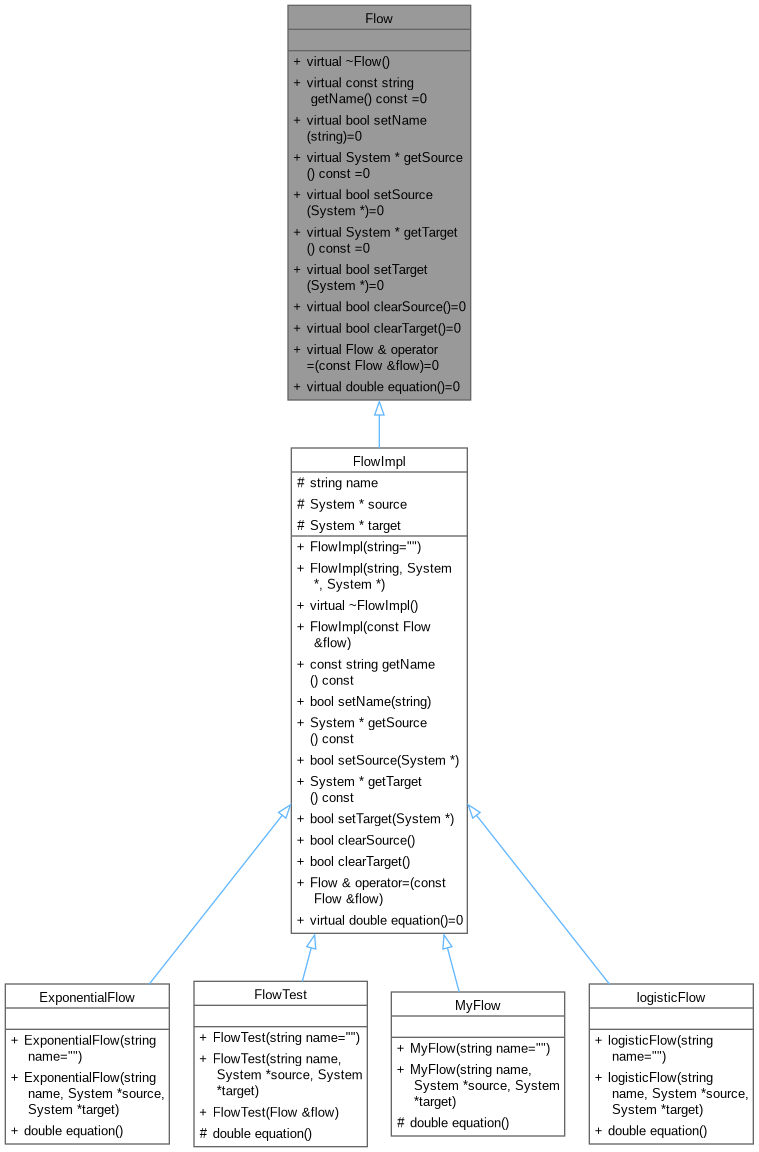 Flow
+ virtual ~Flow()
+ virtual const string
getName() const =0
+ virtual bool setName
(string)=0
+ virtual System * getSource
() const =0
+ virtual bool setSource
(System *)=0
+ virtual System * getTarget
() const =0
+ virtual bool setTarget
(System *)=0
+ virtual bool clearSource()=0
+ virtual bool clearTarget()=0
+ virtual Flow & operator
=(const Flow &flow)=0
+ virtual double equation()=0
FlowImpl
# string name
# System * source
# System * target
+ FlowImpl(string="")
+ FlowImpl(string, System
*, System *)
+ virtual ~FlowImpl()
+ FlowImpl(const Flow
&flow)
+ const string getName
() const
+ bool setName(string)
+ System * getSource
() const
+ bool setSource(System *)
+ System * getTarget
() const
+ bool setTarget(System *)
+ bool clearSource()
+ bool clearTarget()
+ Flow & operator=(const
Flow &flow)
+ virtual double equation()=0
ExponentialFlow
+ ExponentialFlow(string
name="")
+ ExponentialFlow(string
name, System *source,
System *target)
+ double equation()
FlowTest
+ FlowTest(string name="")
+ FlowTest(string name,
System *source, System
*target)
+ FlowTest(Flow &flow)
# double equation()
MyFlow
+ MyFlow(string name="")
+ MyFlow(string name,
System *source, System
*target)
# double equation()
logisticFlow
+ logisticFlow(string
name="")
+ logisticFlow(string
name, System *source,
System *target)
+ double equation()